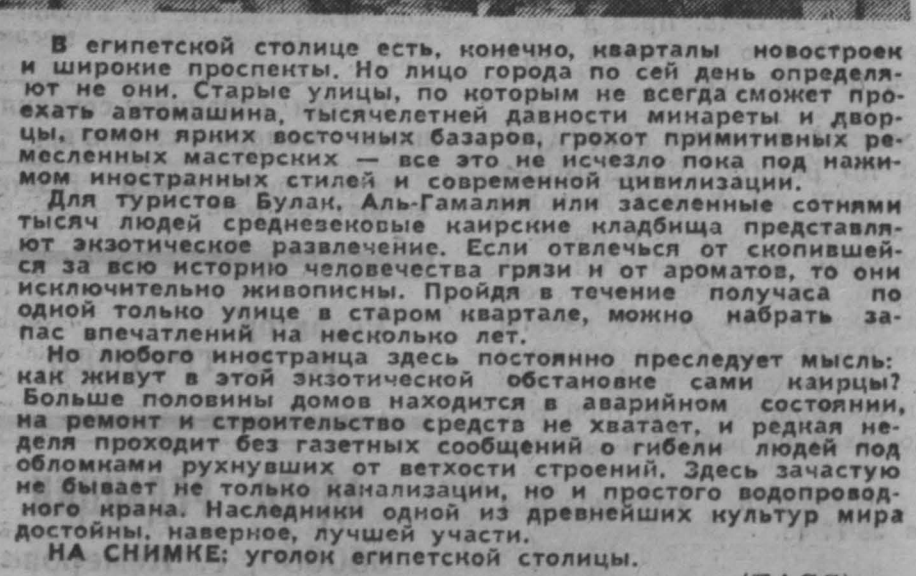 В египетской столице есть, конечно, кварталы новостроек
и широкие проспекты. Но лицо города по сей день определя-
ют не они. Старые улицы, по которым не всегда сможет про-
ехать автомашина, тысячелетней давности минареты и двор-
цы, гомон ярких восточных базаров, грохот примитивных ре-
месленных мастерских — все это не исчезло пока под нажи-
мом иностранных стилей и современной цивилизации.
Для туристов Булак, Аль-Гамалия или заселенные сотнями
тысяч людей средневековые каирские кладбища представля-
ют экзотическое развлечение. Если отвлечься от скопившей-
ся за всю историю человечества грязи и от ароматов, то они
исключительно живописны. Пройдя в течение получаса по
одной только улице в старом квартале, можно набрать за-
пас впечатлений на несколько лет.
Но любого иностранца здесь постоянно преследует мысль:
как живут в этой экзотической обстановке сами каирцы?
Больше половины домов находится в аварийном состоянии,
на ремонт и строительство средств не хватает, и редкая не-
деля проходит без газетных сообщений о гибели людей под
обломками рухнувших от ветхости строений. Здесь зачастую
не бывает не только канализации, но и простого водопровод-
ного крана. Наследники одной из древнейших культур мира
достойны, наверное, лучшей участи.
НА СНИМКЕ: уголок египетской столицы.